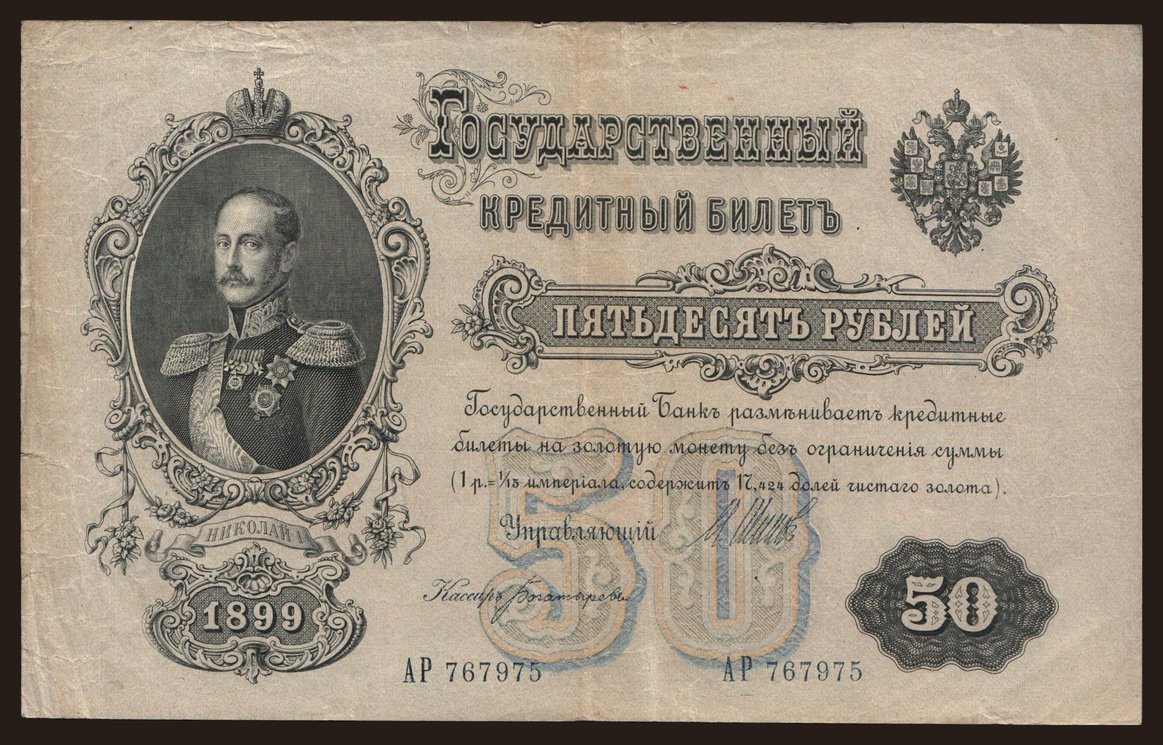 Государственный
кредитный билетъ
ПЯТЬДЕСЯТЪ РУБЛЕЙ
Государственный Банкъ размѣниваетъ кредитные
билеты на золотую монету безъ ограниченія суммы
(1 р.=1/15 имперіала, содержитъ 17,424 долей чистаго золота).
Управляющій
Кассиръ Богатыревъ
НИКОЛАЙ I
1899
50
50
АР 767975
АР 767975